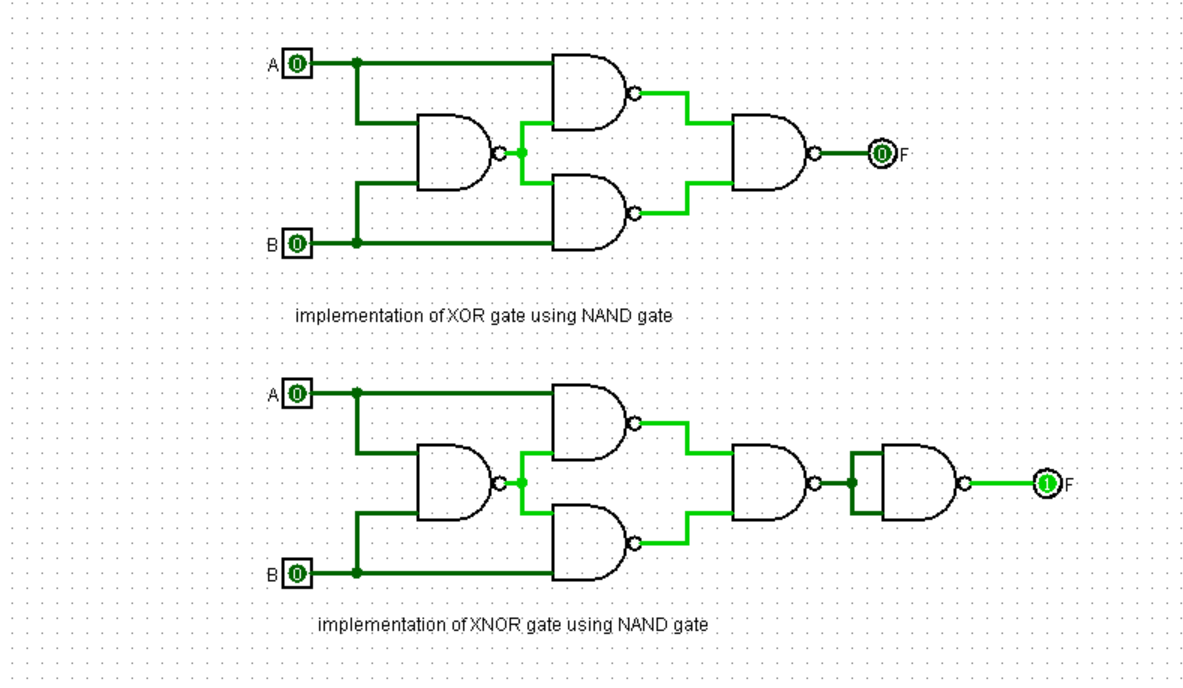 A 0
0 F
B 0
implementation of XOR gate using NAND gate
A 0
1 F
B 0
implementation of XNOR gate using NAND gate